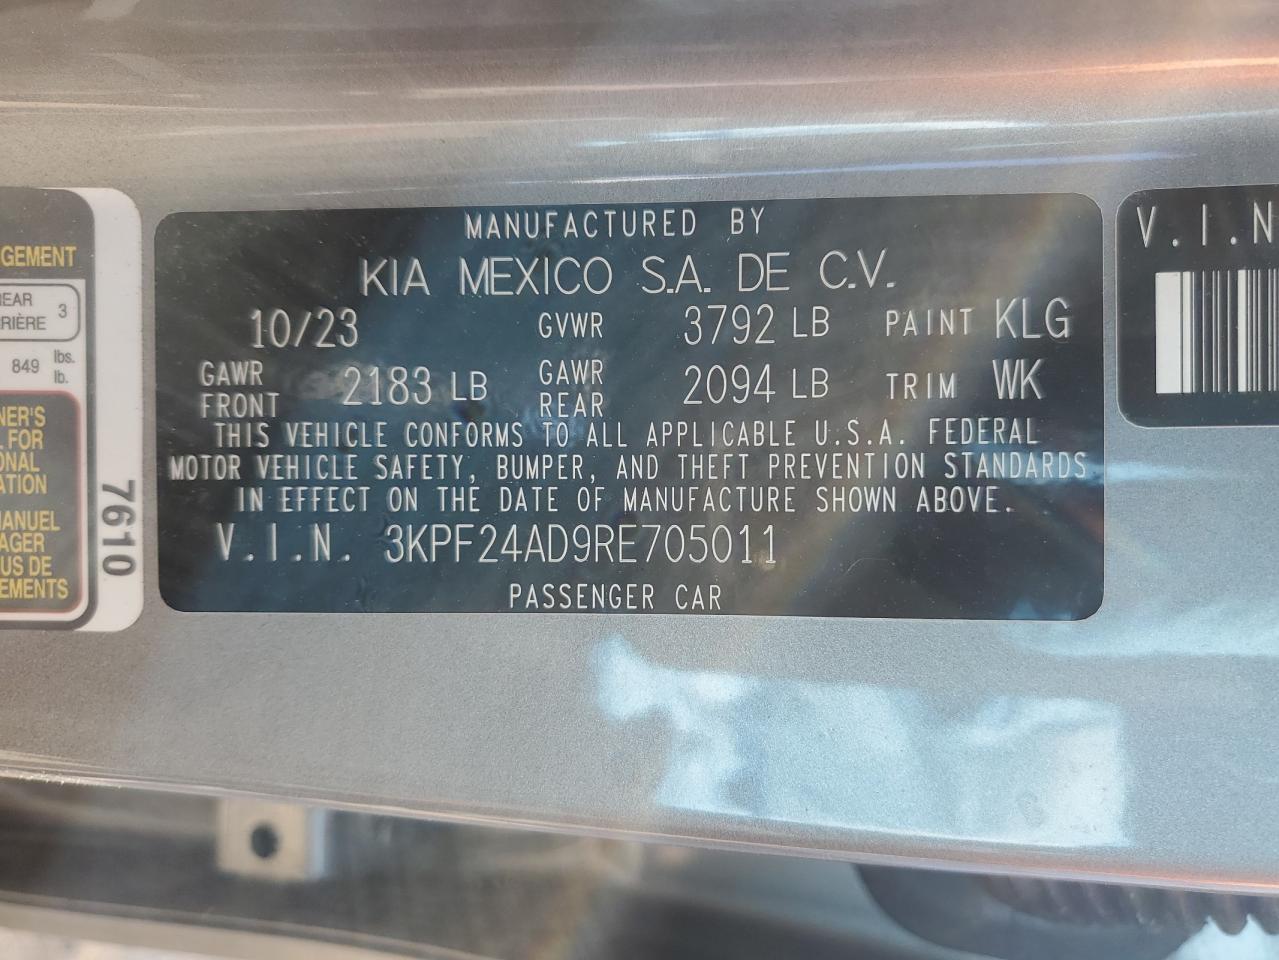 GEMENT
REAR 3
RIÈRE
849 lbs.
lb.
NER'S
FOR
ONAL
ATION
MANUEL
AGER
US DE
EMENTS
7610
MANUFACTURED BY
KIA MEXICO S.A. DE C.V.
10/23 GVWR 3792 LB PAINT KLG
GAWR FRONT 2183 LB GAWR REAR 2094 LB TRIM WK
THIS VEHICLE CONFORMS TO ALL APPLICABLE U.S.A. FEDERAL
MOTOR VEHICLE SAFETY, BUMPER, AND THEFT PREVENTION STANDARDS
IN EFFECT ON THE DATE OF MANUFACTURE SHOWN ABOVE.
V.I.N. 3KPF24AD9RE705011
PASSENGER CAR
V.I.N